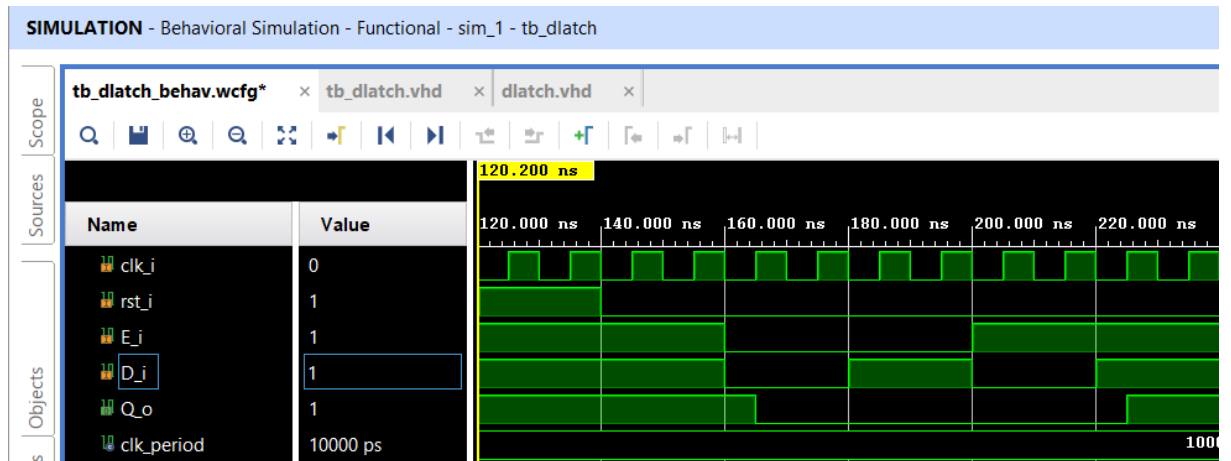 SIMULATION - Behavioral Simulation - Functional - sim_1 - tb_dlatch
Scope
Sources
Objects
tb_dlatch_behav.wcfg* × tb_dlatch.vhd × dlatch.vhd ×
120.200 ns
Name Value
120.000 ns 140.000 ns 160.000 ns 180.000 ns 200.000 ns 220.000 ns
clk_i 0
rst_i 1
E_i 1
D_i 1
Q_o 1
clk_period 10000 ps